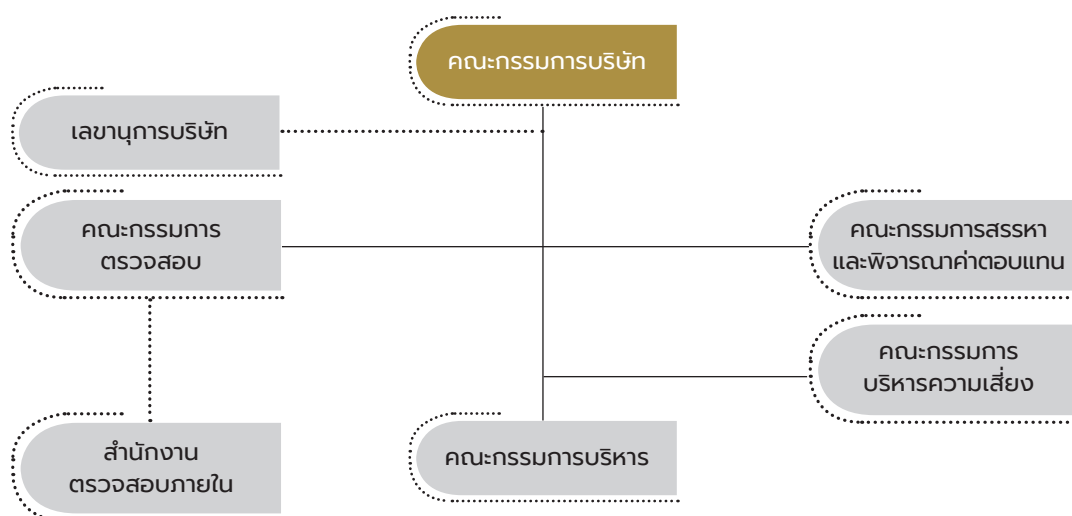 คณะกรรมการบริษัท
เลขานุการบริษัท
คณะกรรมการ
ตรวจสอบ
คณะกรรมการสรรหา
และพิจารณาค่าตอบแทน
คณะกรรมการ
บริหารความเสี่ยง
สำนักงาน
ตรวจสอบภายใน
คณะกรรมการบริหาร